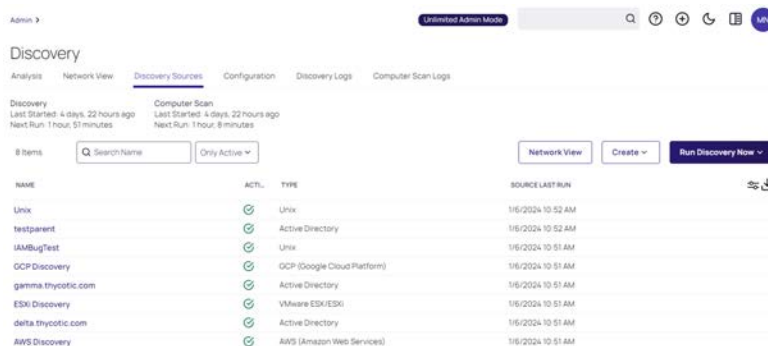 Admin >
Unlimited Admin Mode
MN
Discovery
Analysis Network View Discovery Sources Configuration Discovery Logs Computer Scan Logs
Discovery Computer Scan
Last Started: 4 days, 22 hours ago Last Started: 4 days, 22 hours ago
Next Run: 1 hour, 51 minutes Next Run: 1 hour, 8 minutes
8 Items Search Name Only Active Network View Create Run Discovery Now
NAME ACTI... TYPE SOURCE LAST RUN
Unix Unix 1/6/2024 10:52 AM
testparent Active Directory 1/6/2024 10:52 AM
IAMBugTest Unix 1/6/2024 10:51 AM
GCP Discovery GCP (Google Cloud Platform) 1/6/2024 10:51 AM
gamma.thycotic.com Active Directory 1/6/2024 10:51 AM
ESXi Discovery VMware ESX/ESXi 1/6/2024 10:51 AM
delta.thycotic.com Active Directory 1/6/2024 10:51 AM
AWS Discovery AWS (Amazon Web Services) 1/6/2024 10:51 AM